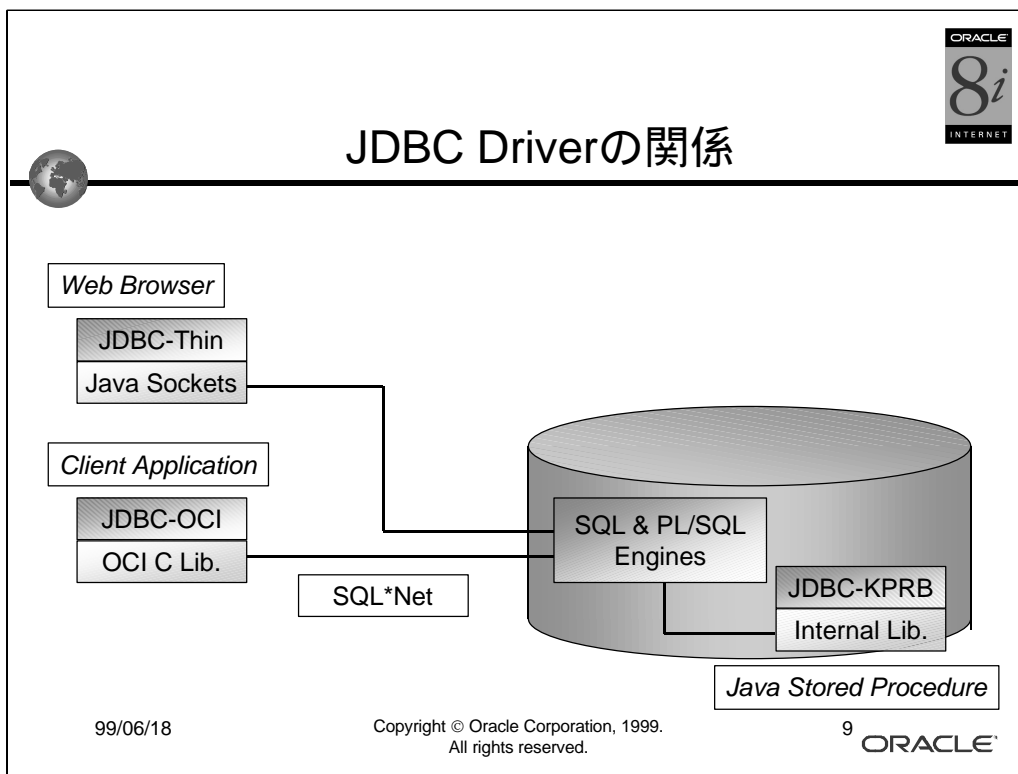 ORACLE
8i
INTERNET
JDBC Driverの関係
Web Browser
JDBC-Thin
Java Sockets
Client Application
JDBC-OCI
OCI C Lib.
SQL*Net
SQL & PL/SQL
Engines
JDBC-KPRB
Internal Lib.
Java Stored Procedure
99/06/18
Copyright © Oracle Corporation, 1999.
All rights reserved.
9
ORACLE